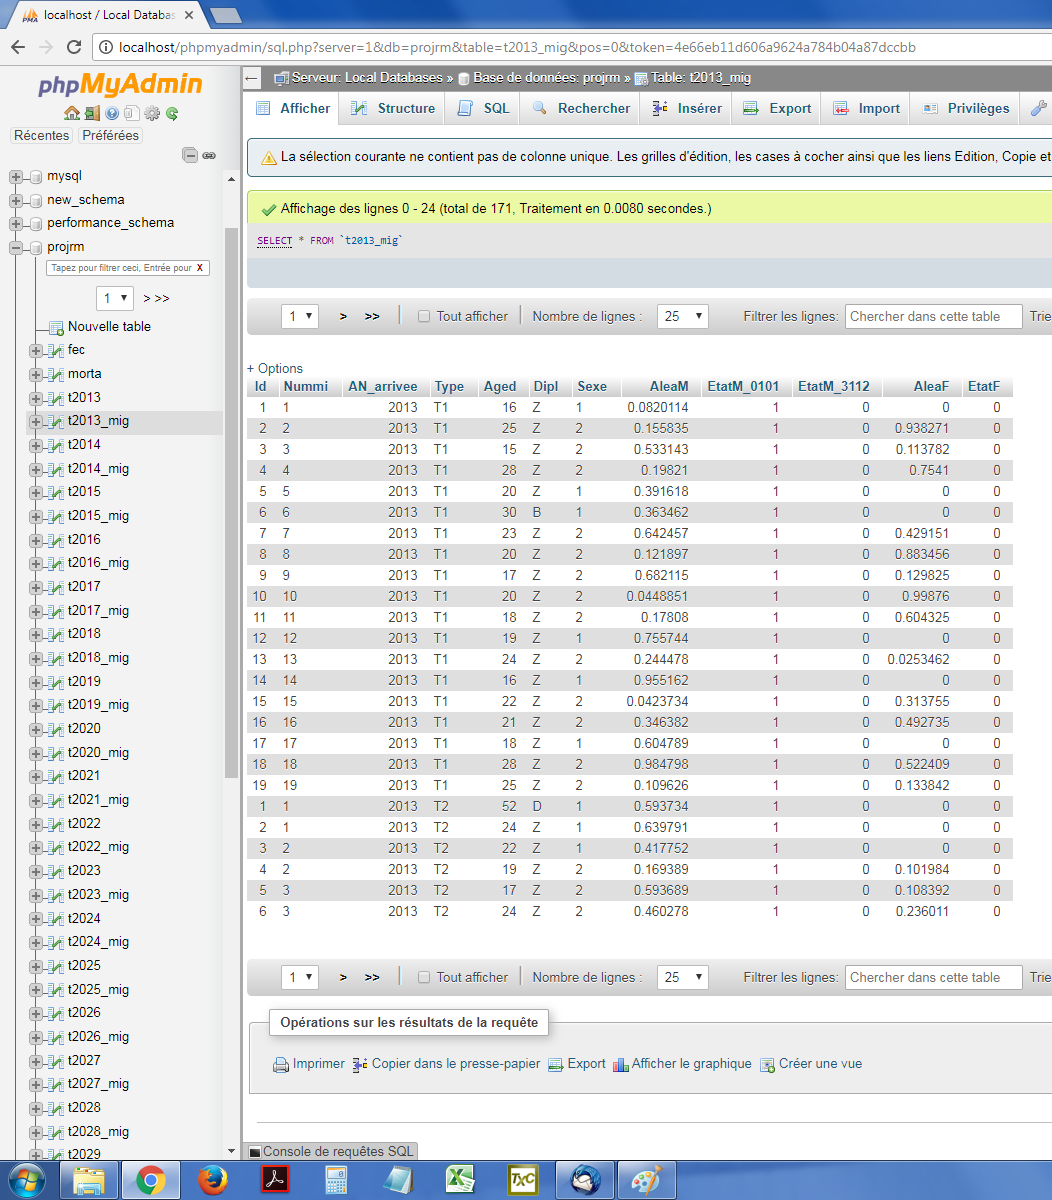 localhost / Local Databas
localhost/phpmyadmin/sql.php?server=1&db=projrm&table=t2013_mig&pos=0&token=4e66eb11d606a9624a784b04a87dccbb
phpMyAdmin
Récentes Préférées
mysql
new_schema
performance_schema
projrm
Tapez pour filtrer ceci, Entrée pour X
1 > >>
Nouvelle table
fec
morta
t2013
t2013_mig
t2014
t2014_mig
t2015
t2015_mig
t2016
t2016_mig
t2017
t2017_mig
t2018
t2018_mig
t2019
t2019_mig
t2020
t2020_mig
t2021
t2021_mig
t2022
t2022_mig
t2023
t2023_mig
t2024
t2024_mig
t2025
t2025_mig
t2026
t2026_mig
t2027
t2027_mig
t2028
t2028_mig
t2029
Serveur: Local Databases » Base de données: projrm » Table: t2013_mig
Afficher Structure SQL Rechercher Insérer Export Import Privilèges
La sélection courante ne contient pas de colonne unique. Les grilles d'édition, les cases à cocher ainsi que les liens Edition, Copie et
Affichage des lignes 0 - 24 (total de 171, Traitement en 0.0080 secondes.)
SELECT * FROM `t2013_mig`
1 > >> Tout afficher Nombre de lignes : 25 Filtrer les lignes: Chercher dans cette table Trie
+ Options
Id Nummi AN_arrivee Type Aged Dipl Sexe AleaM EtatM_0101 EtatM_3112 AleaF EtatF
1 1 2013 T1 16 Z 1 0.0820114 1 0 0 0
2 2 2013 T1 25 Z 2 0.155835 1 0 0.938271 0
3 3 2013 T1 15 Z 2 0.533143 1 0 0.113782 0
4 4 2013 T1 28 Z 2 0.19821 1 0 0.7541 0
5 5 2013 T1 20 Z 1 0.391618 1 0 0 0
6 6 2013 T1 30 B 1 0.363462 1 0 0 0
7 7 2013 T1 23 Z 2 0.642457 1 0 0.429151 0
8 8 2013 T1 20 Z 2 0.121897 1 0 0.883456 0
9 9 2013 T1 17 Z 2 0.682115 1 0 0.129825 0
10 10 2013 T1 20 Z 2 0.0448851 1 0 0.99876 0
11 11 2013 T1 18 Z 2 0.17808 1 0 0.604325 0
12 12 2013 T1 19 Z 1 0.755744 1 0 0 0
13 13 2013 T1 24 Z 2 0.244478 1 0 0.0253462 0
14 14 2013 T1 16 Z 1 0.955162 1 0 0 0
15 15 2013 T1 22 Z 2 0.0423734 1 0 0.313755 0
16 16 2013 T1 21 Z 2 0.346382 1 0 0.492735 0
17 17 2013 T1 18 Z 1 0.604789 1 0 0 0
18 18 2013 T1 28 Z 2 0.984798 1 0 0.522409 0
19 19 2013 T1 25 Z 2 0.109626 1 0 0.133842 0
1 1 2013 T2 52 D 1 0.593734 1 0 0 0
2 1 2013 T2 24 Z 1 0.639791 1 0 0 0
3 2 2013 T2 22 Z 1 0.417752 1 0 0 0
4 2 2013 T2 19 Z 2 0.169389 1 0 0.101984 0
5 3 2013 T2 17 Z 2 0.593689 1 0 0.108392 0
6 3 2013 T2 24 Z 2 0.460278 1 0 0.236011 0
1 > >> Tout afficher Nombre de lignes : 25 Filtrer les lignes: Chercher dans cette table Trie
Opérations sur les résultats de la requête
Imprimer Copier dans le presse-papier Export Afficher le graphique Créer une vue
Console de requêtes SQL
TXC